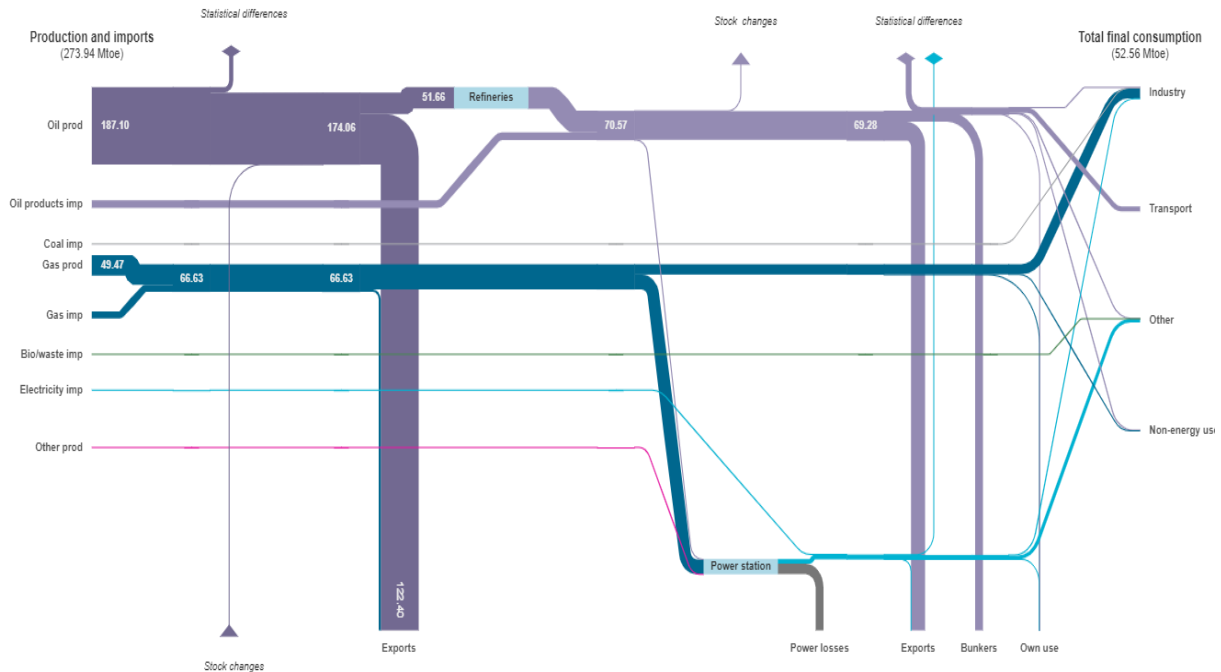 Statistical differences
Stock changes
Statistical differences
Production and imports
(273.94 Mtoe)
Total final consumption
(52.56 Mtoe)
51.66
Refineries
Industry
Oil prod
187.10
174.06
70.57
69.28
Oil products imp
Transport
Coal imp
Gas prod
49.47
66.63
66.63
Gas imp
Other
Bio/waste imp
Electricity imp
Non-energy use
Other prod
Power station
122.40
Exports
Power losses
Exports
Bunkers
Own use
Stock changes